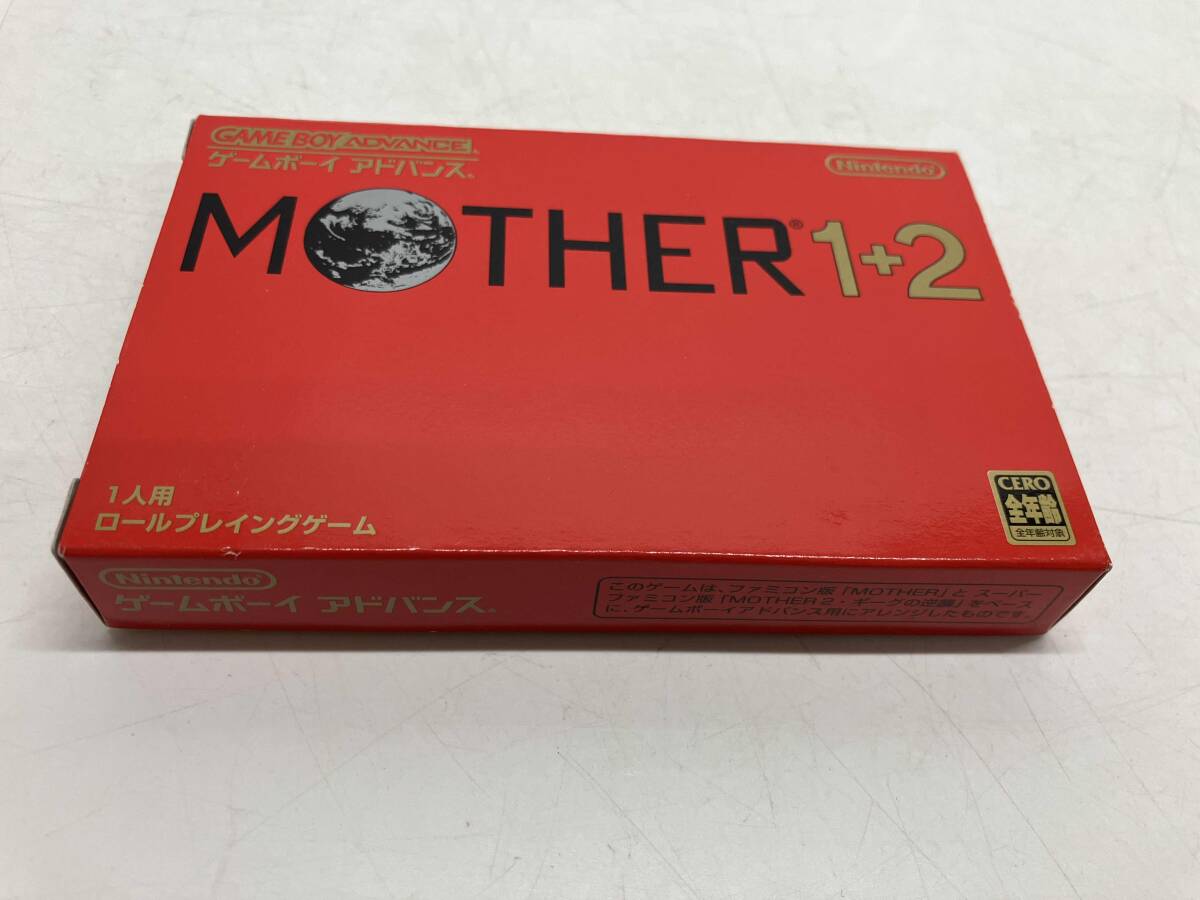 GAME BOY ADVANCE
ゲームボーイ アドバンス
Nintendo®
MOTHER® 1+2
1人用
ロールプレイングゲーム
CERO
全年齢
全年齢対象
Nintendo®
ゲームボーイ アドバンス
このゲームは、ファミコン版「MOTHER」と スーパー
ファミコン版「MOTHER2 ギーグの逆襲」をベース
に、ゲームボーイアドバンス用にアレンジしたものです。